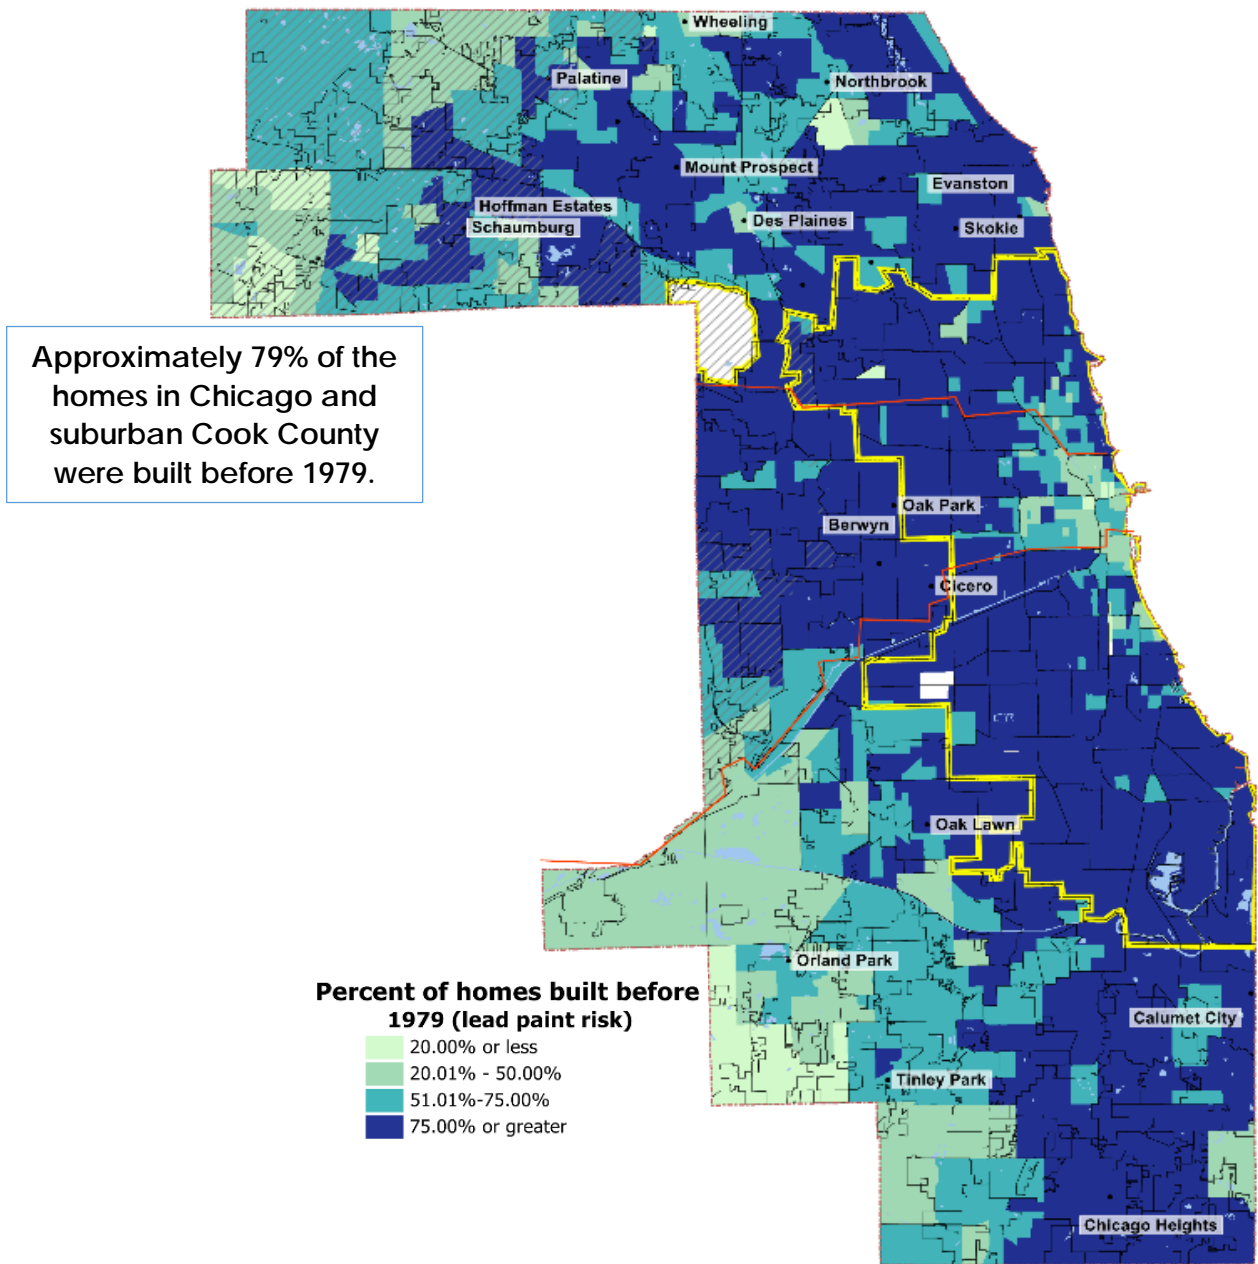 Wheeling
Palatine
Northbrook
Mount Prospect
Evanston
Hoffman Estates
Des Plaines
Schaumburg
Skokie
Approximately 79% of the
homes in Chicago and
suburban Cook County
were built before 1979.
Oak Park
Berwyn
Cicero
Oak Lawn
Orland Park
Percent of homes built before
1979 (lead paint risk)
20.00% or less
20.01% - 50.00%
51.01%-75.00%
75.00% or greater
Calumet City
Tinley Park
Chicago Heights